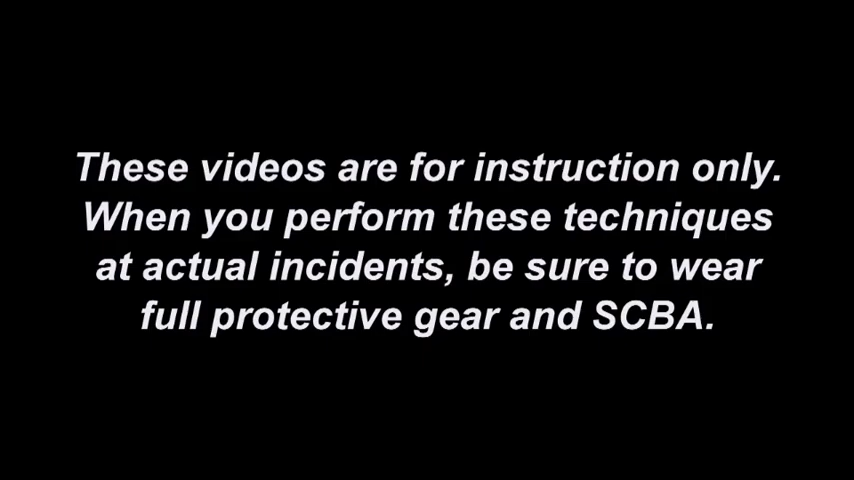 These videos are for instruction only.
When you perform these techniques
at actual incidents, be sure to wear
full protective gear and SCBA.